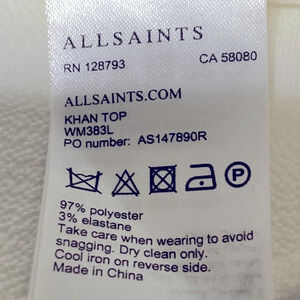 ALLSAINTS
RN 128793 CA 58080
ALLSAINTS.COM
KHAN TOP
WM383L
PO number: AS147890R
P
97% polyester
3% elastane
Take care when wearing to avoid
snagging. Dry clean only.
Cool iron on reverse side.
Made in China